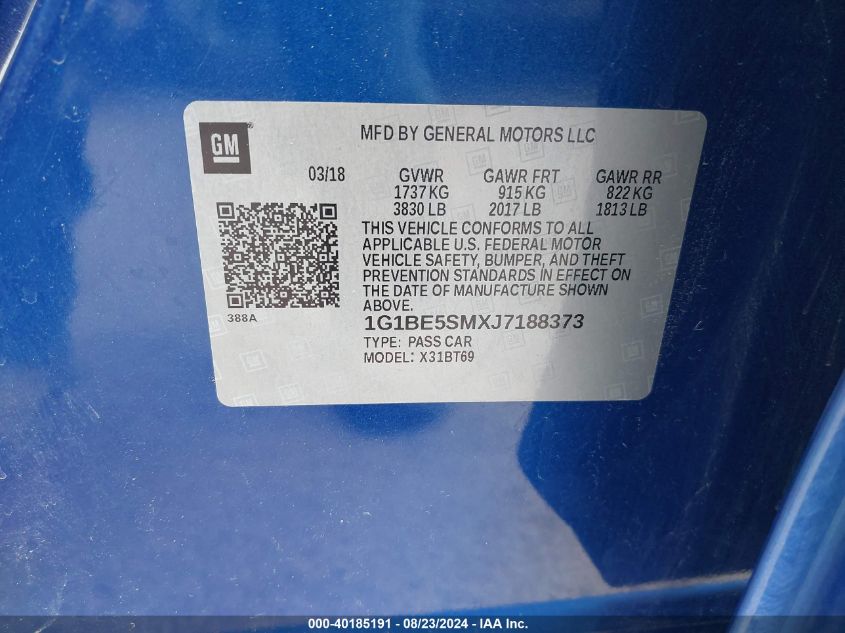 GM
MFD BY GENERAL MOTORS LLC
03/18
GVWR GAWR FRT GAWR RR
1737 KG 915 KG 822 KG
3830 LB 2017 LB 1813 LB
THIS VEHICLE CONFORMS TO ALL
APPLICABLE U.S. FEDERAL MOTOR
VEHICLE SAFETY, BUMPER, AND THEFT
PREVENTION STANDARDS IN EFFECT ON
THE DATE OF MANUFACTURE SHOWN
ABOVE.
388A
1G1BE5SMXJ7188373
TYPE: PASS CAR
MODEL: X31BT69
000-40185191 - 08/23/2024 - IAAI.com